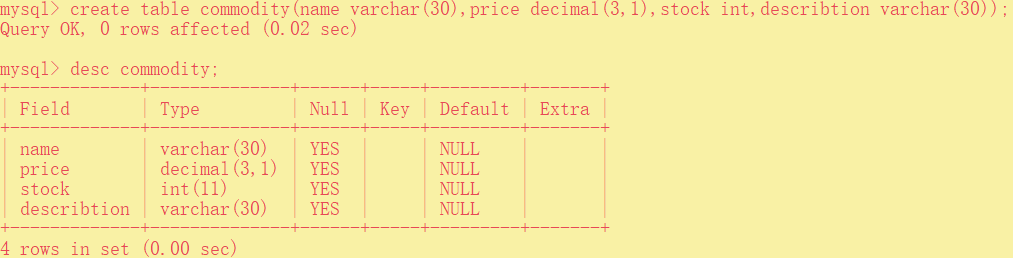 mysql> create table commodity(name varchar(30),price decimal(3,1),stock int,describtion varchar(30));
Query OK, 0 rows affected (0.02 sec)
mysql> desc commodity;
+-------------+--------------+------+-----+---------+-------+
| Field       | Type         | Null | Key | Default | Extra |
+-------------+--------------+------+-----+---------+-------+
| name        | varchar(30)  | YES  |     | NULL    |       |
| price       | decimal(3,1) | YES  |     | NULL    |       |
| stock       | int(11)      | YES  |     | NULL    |       |
| describtion | varchar(30)  | YES  |     | NULL    |       |
+-------------+--------------+------+-----+---------+-------+
4 rows in set (0.00 sec)